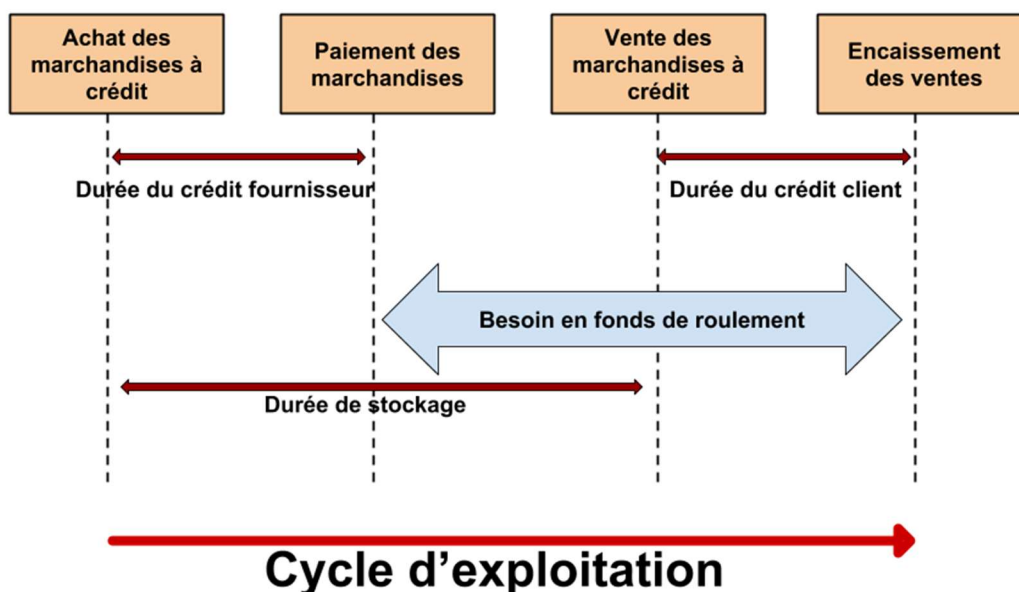 Achat des
marchandises à
crédit
Paiement des
marchandises
Vente des
marchandises à
crédit
Encaissement
des ventes
Durée du crédit fournisseur
Durée du crédit client
Besoin en fonds de roulement
Durée de stockage
Cycle d’exploitation